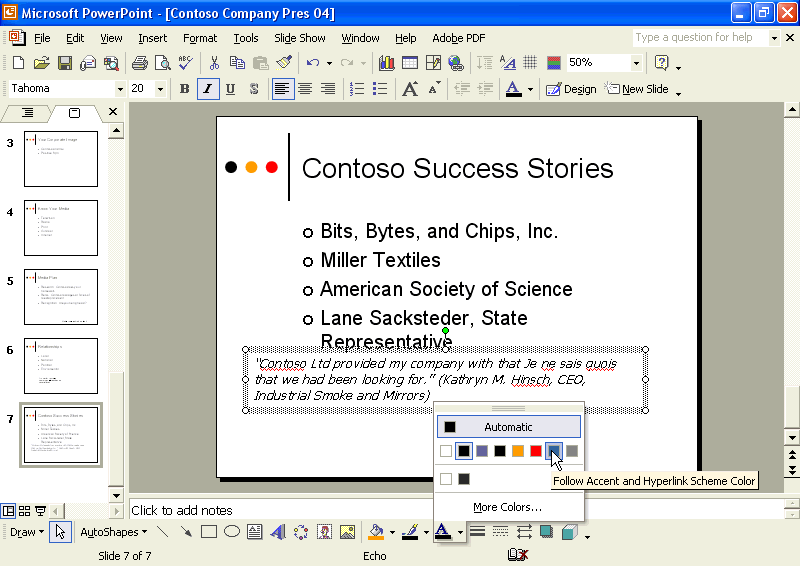 Microsoft PowerPoint - [Contoso Company Pres 04]
File Edit View Insert Format Tools Slide Show Window Help Adobe PDF
Type a question for help
50%
Tahoma 20 B I U S A A A Design New Slide
3
4
5
6
7
Contoso Success Stories
Bits, Bytes, and Chips, Inc.
Miller Textiles
American Society of Science
Lane Sacksteder, State
Representative
"Contoso Ltd provided my company with that Je ne sais quois
that we had been looking for." (Kathryn M. Hinsch, CEO,
Industrial Smoke and Mirrors)
Automatic
Follow Accent and Hyperlink Scheme Color
More Colors...
Click to add notes
Draw AutoShapes A
Slide 7 of 7 Echo